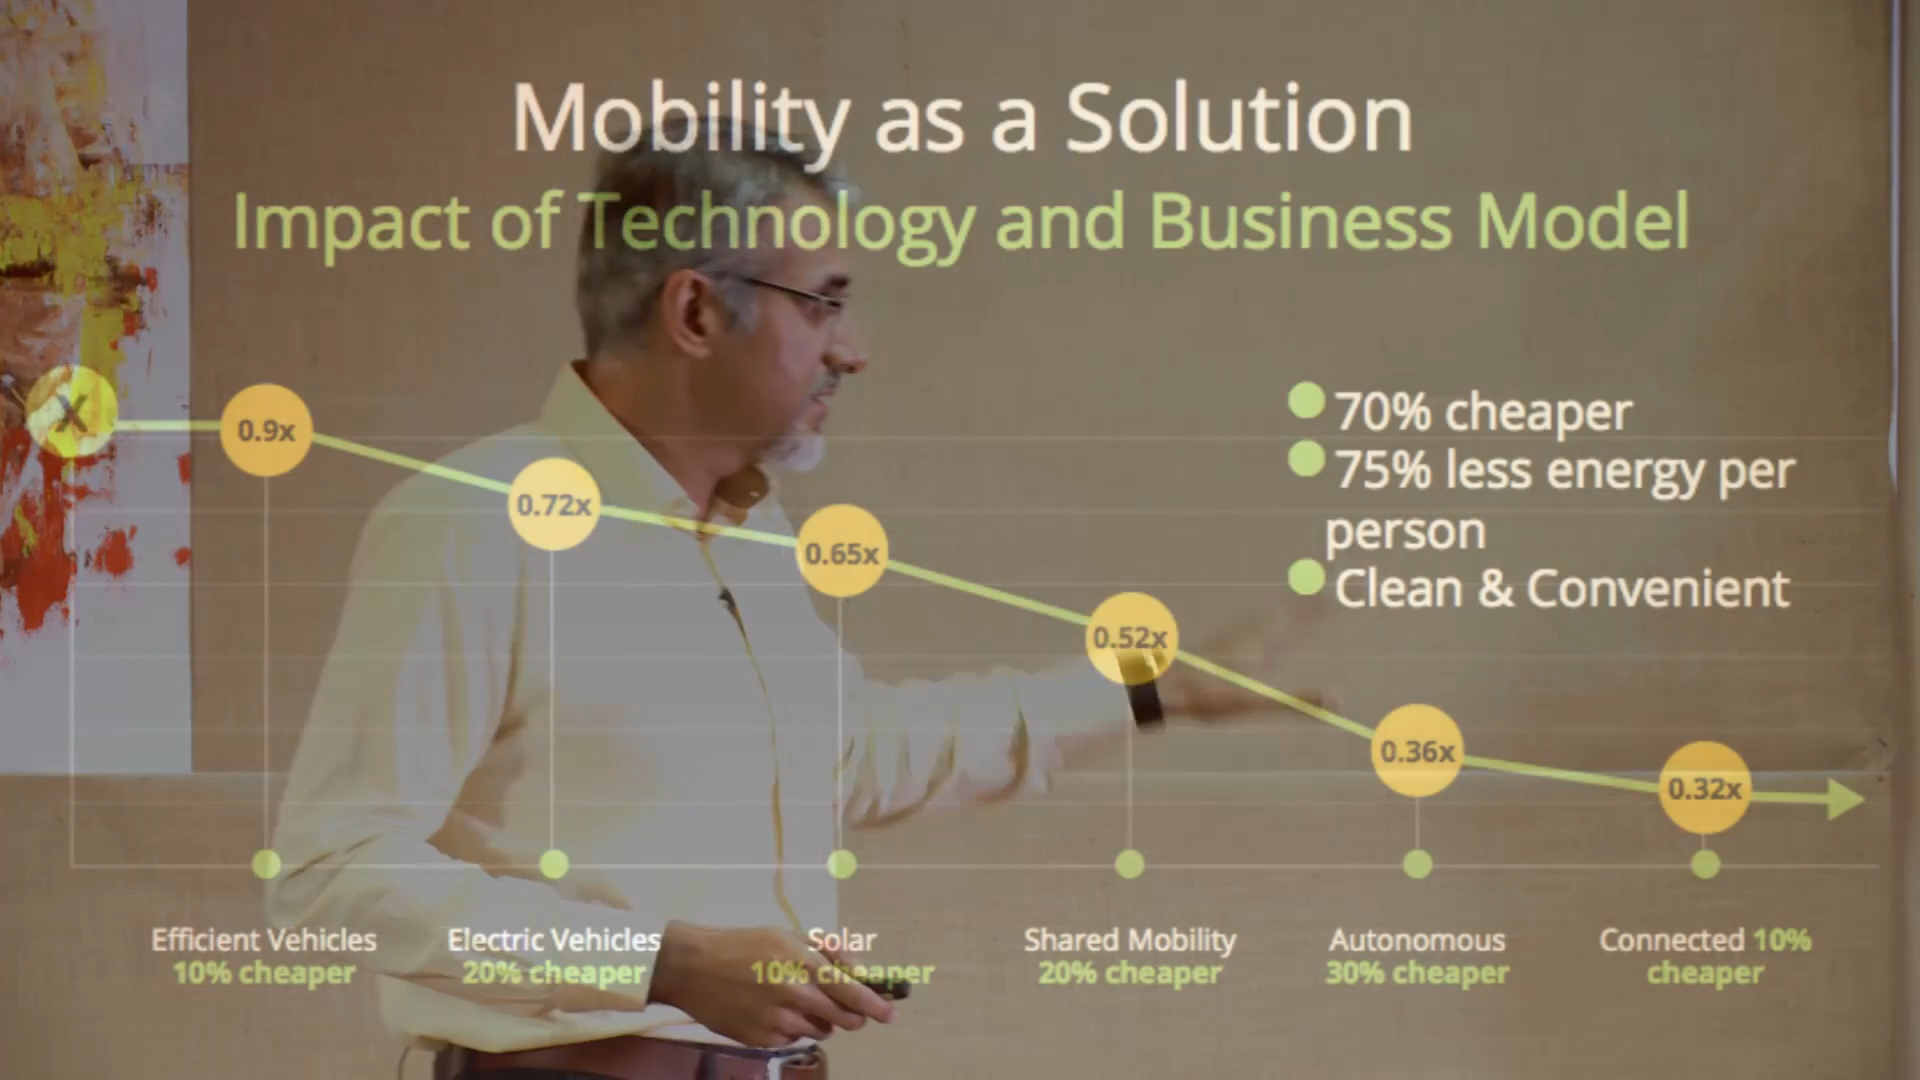 Mobility as a Solution
Impact of Technology and Business Model
70% cheaper
75% less energy per
person
Clean & Convenient
X
0.9x
0.72x
0.65x
0.52x
0.36x
0.32x
Efficient Vehicles
10% cheaper
Electric Vehicles
20% cheaper
Solar
10% cheaper
Shared Mobility
20% cheaper
Autonomous
30% cheaper
Connected 10%
cheaper